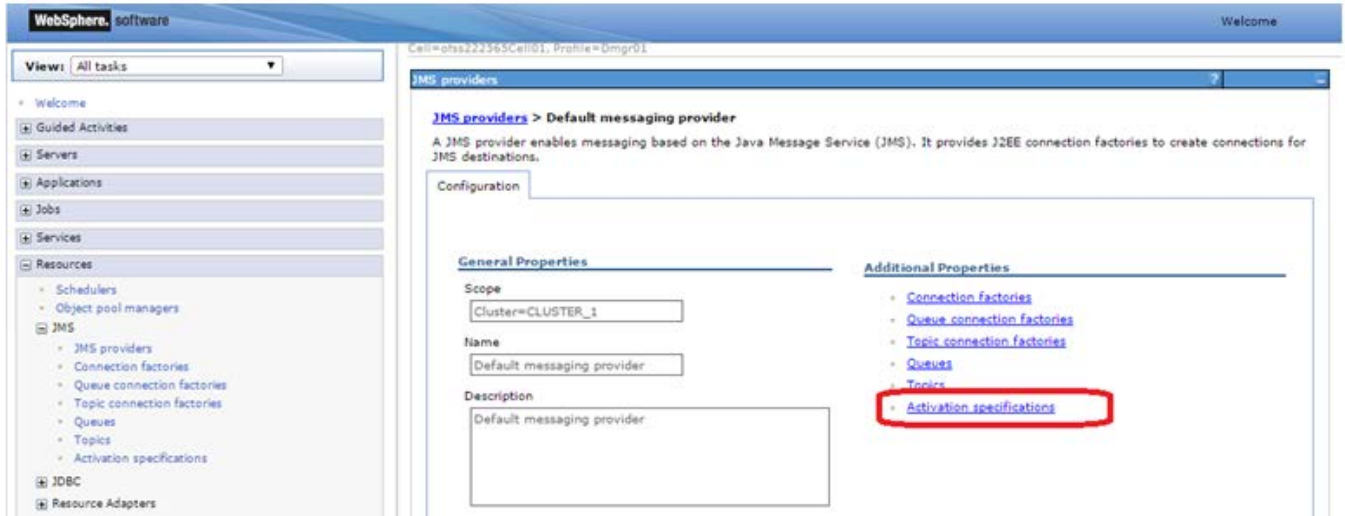 WebSphere. software
Welcome
View: All tasks
Welcome
Guided Activities
Servers
Applications
Jobs
Services
Resources
Schedulers
Object pool managers
JMS
JMS providers
Connection factories
Queue connection factories
Topic connection factories
Queues
Topics
Activation specifications
JDBC
Resource Adapters
Profile=Dmgr01
JMS providers ? –
JMS providers > Default messaging provider
A JMS provider enables messaging based on the Java Message Service (JMS). It provides J2EE connection factories to create connections for
JMS destinations.
Configuration
General Properties
Scope
Cluster=CLUSTER_1
Name
Default messaging provider
Description
Default messaging provider
Additional Properties
Connection factories
Queue connection factories
Topic connection factories
Queues
Topics
Activation specifications